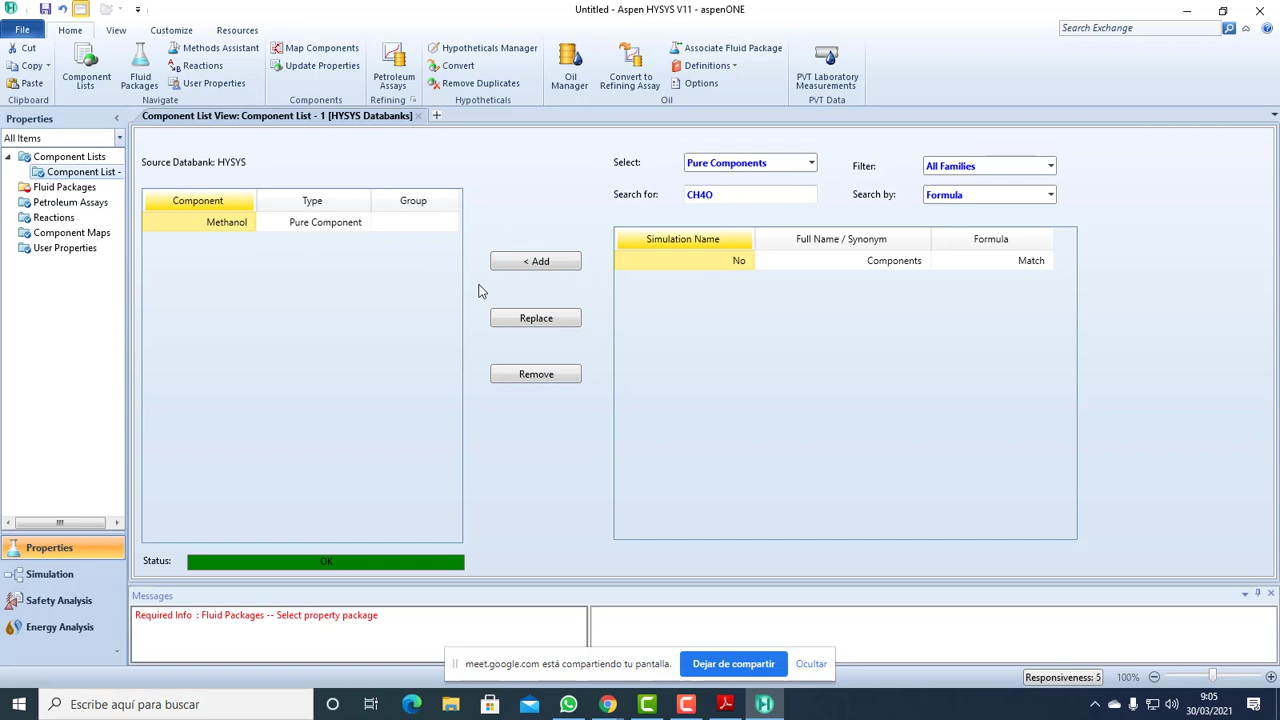 Untitled - Aspen HYSYS V11 - aspenONE
File Home View Customize Resources
Search Exchange
Cut
Copy
Paste
Clipboard
Component Lists
Fluid Packages
Methods Assistant
Reactions
User Properties
Navigate
Map Components
Update Properties
Components
Petroleum Assays
Refining
Hypotheticals Manager
Convert
Remove Duplicates
Hypotheticals
Oil Manager
Convert to Refining Assay
Associate Fluid Package
Definitions
Options
Oil
PVT Laboratory Measurements
PVT Data
Properties
All Items
Component Lists
Component List -
Fluid Packages
Petroleum Assays
Reactions
Component Maps
User Properties
Properties
Simulation
Safety Analysis
Energy Analysis
Component List View: Component List - 1 [HYSYS Databanks]
Source Databank: HYSYS
Component Type Group
Methanol Pure Component
< Add
Replace
Remove
Select: Pure Components
Filter: All Families
Search for: CH4O
Search by: Formula
Simulation Name Full Name / Synonym Formula
No Components Match
Status: OK
Messages
Required Info : Fluid Packages -- Select property package
meet.google.com está compartiendo tu pantalla. Dejar de compartir Ocultar
Responsiveness: 5 100%
Escribe aquí para buscar
9:05
30/03/2021